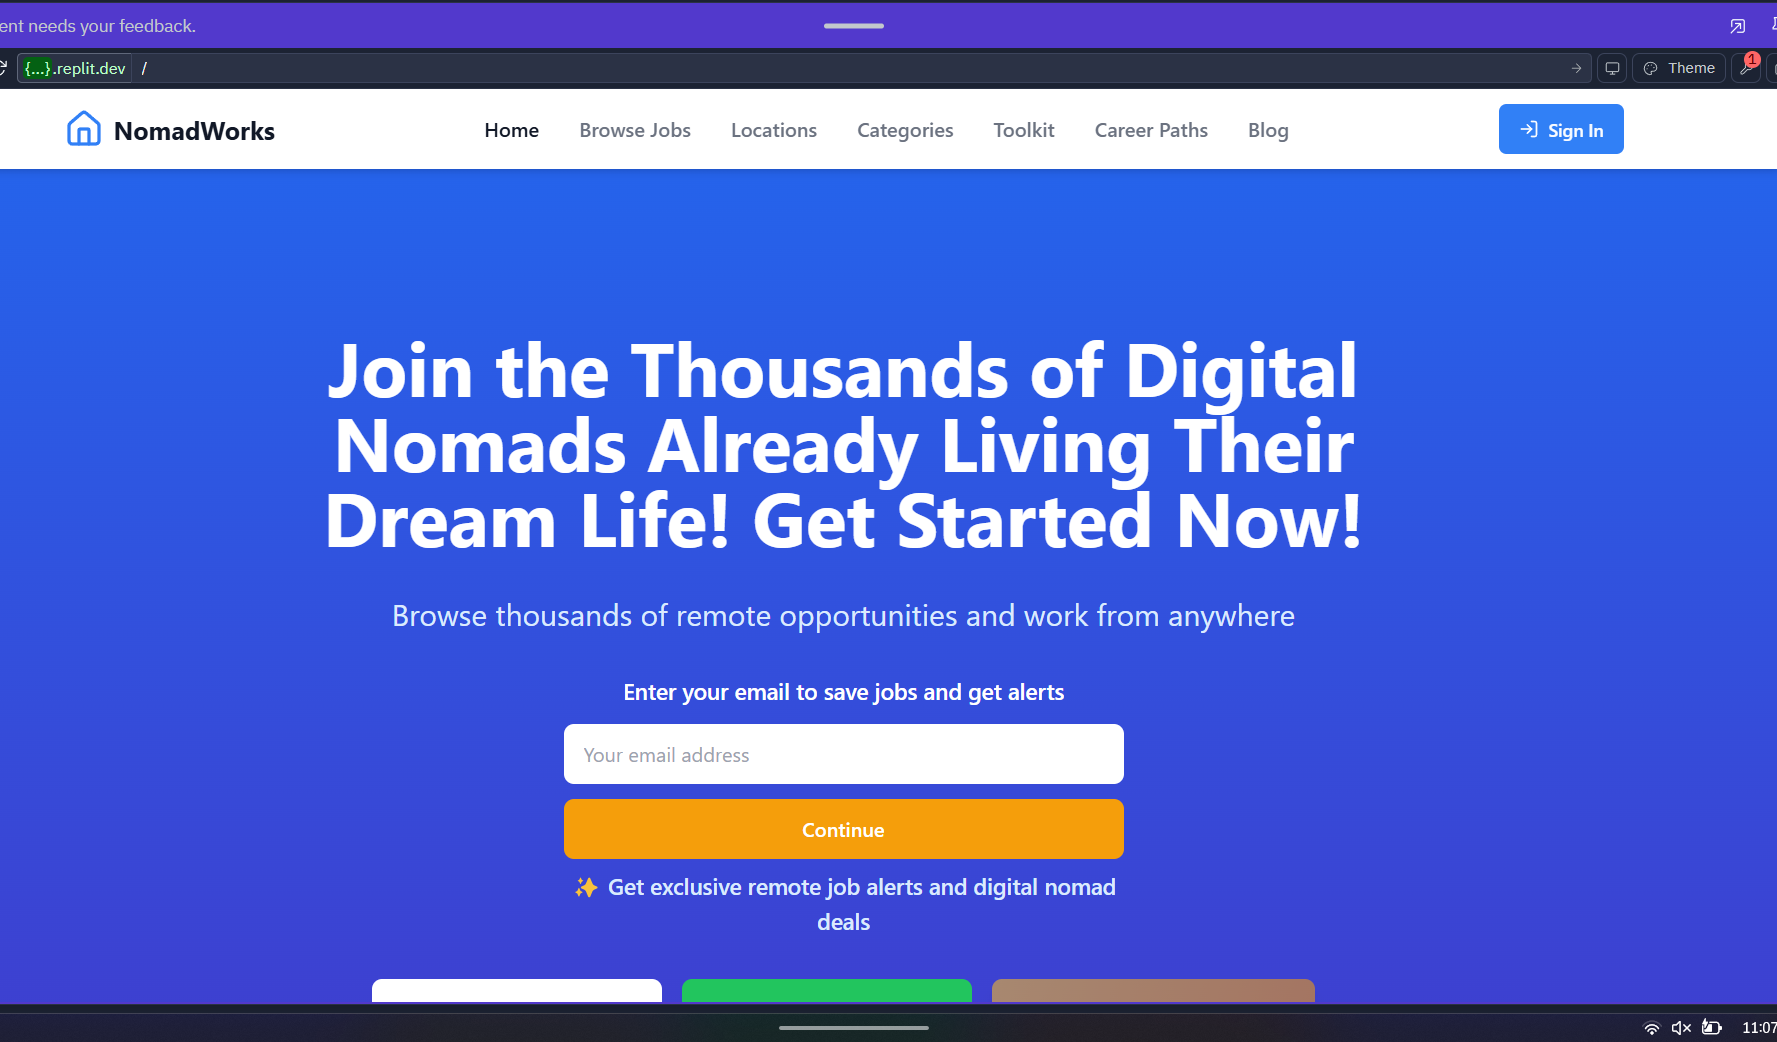 ent needs your feedback.
{...}.replit.dev /
Theme
1
NomadWorks
Home
Browse Jobs
Locations
Categories
Toolkit
Career Paths
Blog
Sign In
Join the Thousands of Digital
Nomads Already Living Their
Dream Life! Get Started Now!
Browse thousands of remote opportunities and work from anywhere
Enter your email to save jobs and get alerts
Your email address
Continue
✨ Get exclusive remote job alerts and digital nomad
deals
11:07